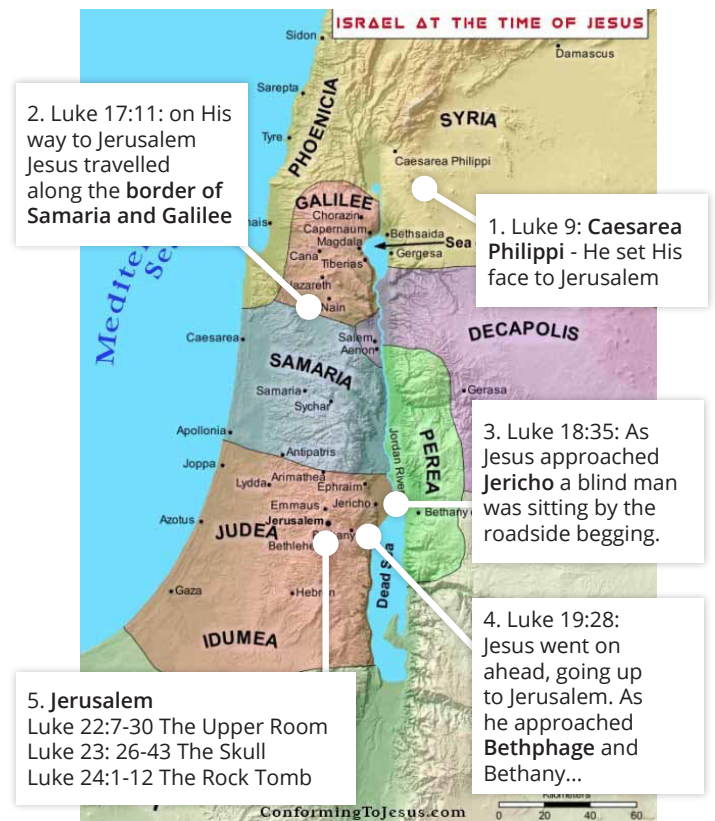 ISRAEL AT THE TIME OF JESUS
Sidon
Damascus
Sarepta
PHOENICIA
SYRIA
Tyre
Caesarea Philippi
2. Luke 17:11: on His
way to Jerusalem
Jesus travelled
along the border of
Samaria and Galilee
1. Luke 9: Caesarea
Philippi - He set His
face to Jerusalem
GALILEE
Chorazin
Capernaum
Magdala
Bethsaida
Sea
Gergesa
Cana
Tiberias
Nain
DECAPOLIS
Caesarea
Salem
Aenon
SAMARIA
Samaria
Sychar
Gerasa
PEREA
Jordan River
Apollonia
Antipatris
Joppa
Lydda
Arimathea
Ephraim
Emmaus
Jericho
Bethany
Azotus
Jerusalem
JUDEA
Dead Sea
Gaza
IDUMEA
3. Luke 18:35: As
Jesus approached
Jericho a blind man
was sitting by the
roadside begging.
4. Luke 19:28:
Jesus went on
ahead, going up
to Jerusalem. As
he approached
Bethphage and
Bethany...
5. Jerusalem
Luke 22:7-30 The Upper Room
Luke 23: 26-43 The Skull
Luke 24:1-12 The Rock Tomb
Kilometers
0 20 40 60
ConformingToJesus.com